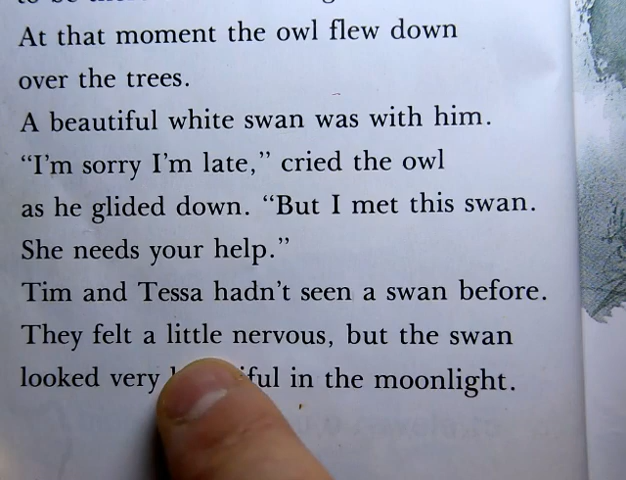 At that moment the owl flew down
over the trees.
A beautiful white swan was with him.
"I'm sorry I'm late," cried the owl
as he glided down. "But I met this swan.
She needs your help."
Tim and Tessa hadn't seen a swan before.
They felt a little nervous, but the swan
looked very in the moonlight.